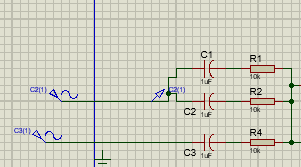 C1
R1
1uF
10k
C2(1)
C2(1)
R2
C2
1uF
10k
C3(1)
R4
C3
1uF
10k